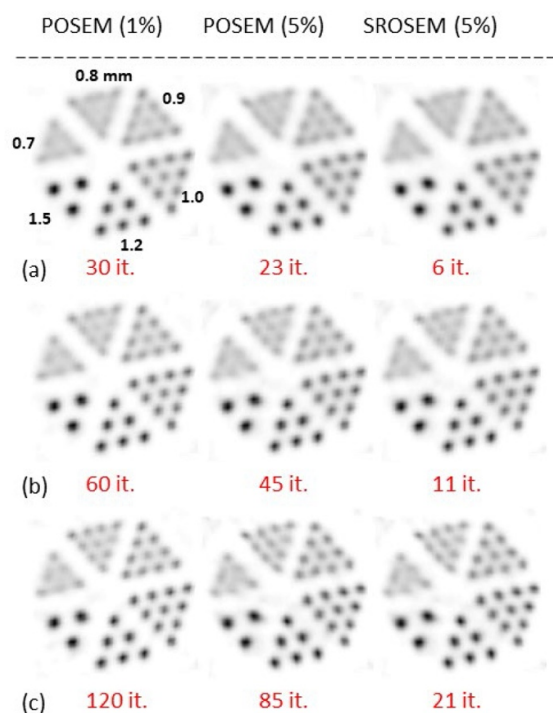 POSEM (1%) POSEM (5%) SROSEM (5%)
0.8 mm
0.9
0.7
1.0
1.5
1.2
(a) 30 it. 23 it. 6 it.
(b) 60 it. 45 it. 11 it.
(c) 120 it. 85 it. 21 it.